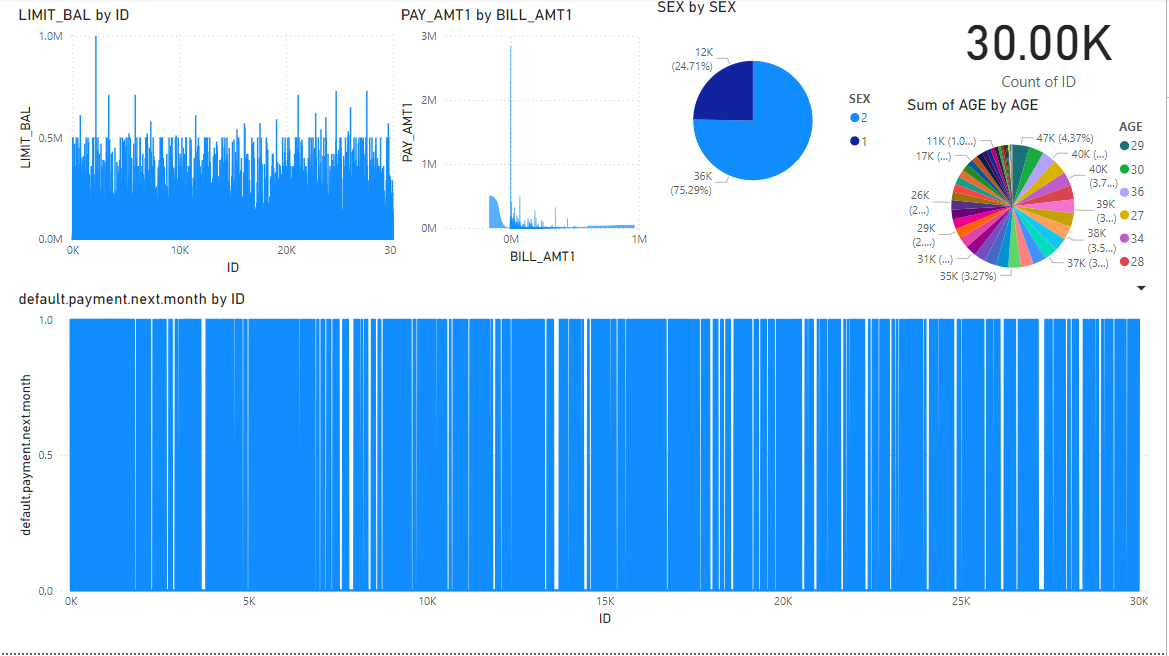 LIMIT_BAL by ID
1.0M
0.5M
0.0M
LIMIT_BAL
0K
10K
20K
30
ID
PAY_AMT1 by BILL_AMT1
3M
2M
1M
0M
PAY_AMT1
0M
1M
BILL_AMT1
SEX by SEX
12K
(24.71%)
36K
(75.29%)
SEX
2
1
30.00K
Count of ID
Sum of AGE by AGE
11K (1.0...)
17K (...)
26K
(2...)
29K
(2....)
31K (...)
35K (3.27%)
47K (4.37%)
40K (...)
40K
(3.7...)
39K
(3...)
38K
(3.5...)
37K (3...)
AGE
29
30
36
27
34
28
default.payment.next.month by ID
1.0
0.5
0.0
default.payment.next.month
0K
5K
10K
15K
20K
25K
30K
ID